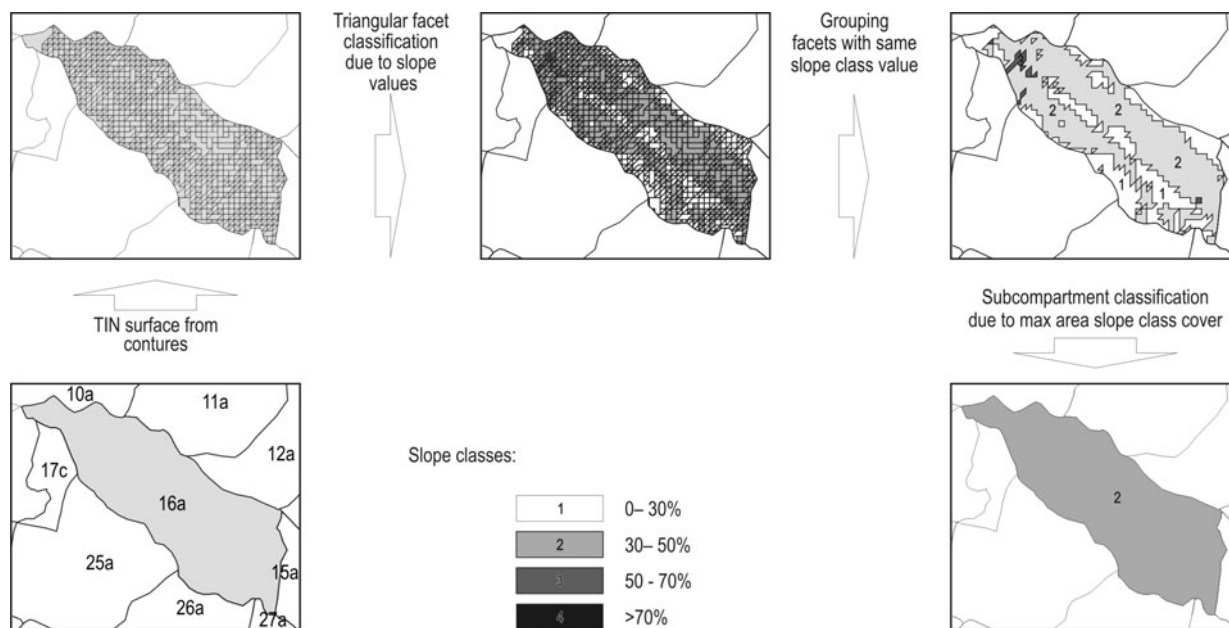 Triangular facet
classification
due to slope
values
Grouping
facets with same
slope class value
2
2
2
1
1
TIN surface from
contures
Subcompartment classification
due to max area slope class cover
10a
11a
12a
17c
16a
25a
15a
26a
27a
Slope classes:
1 0– 30%
2 30– 50%
3 50 - 70%
4 >70%
2